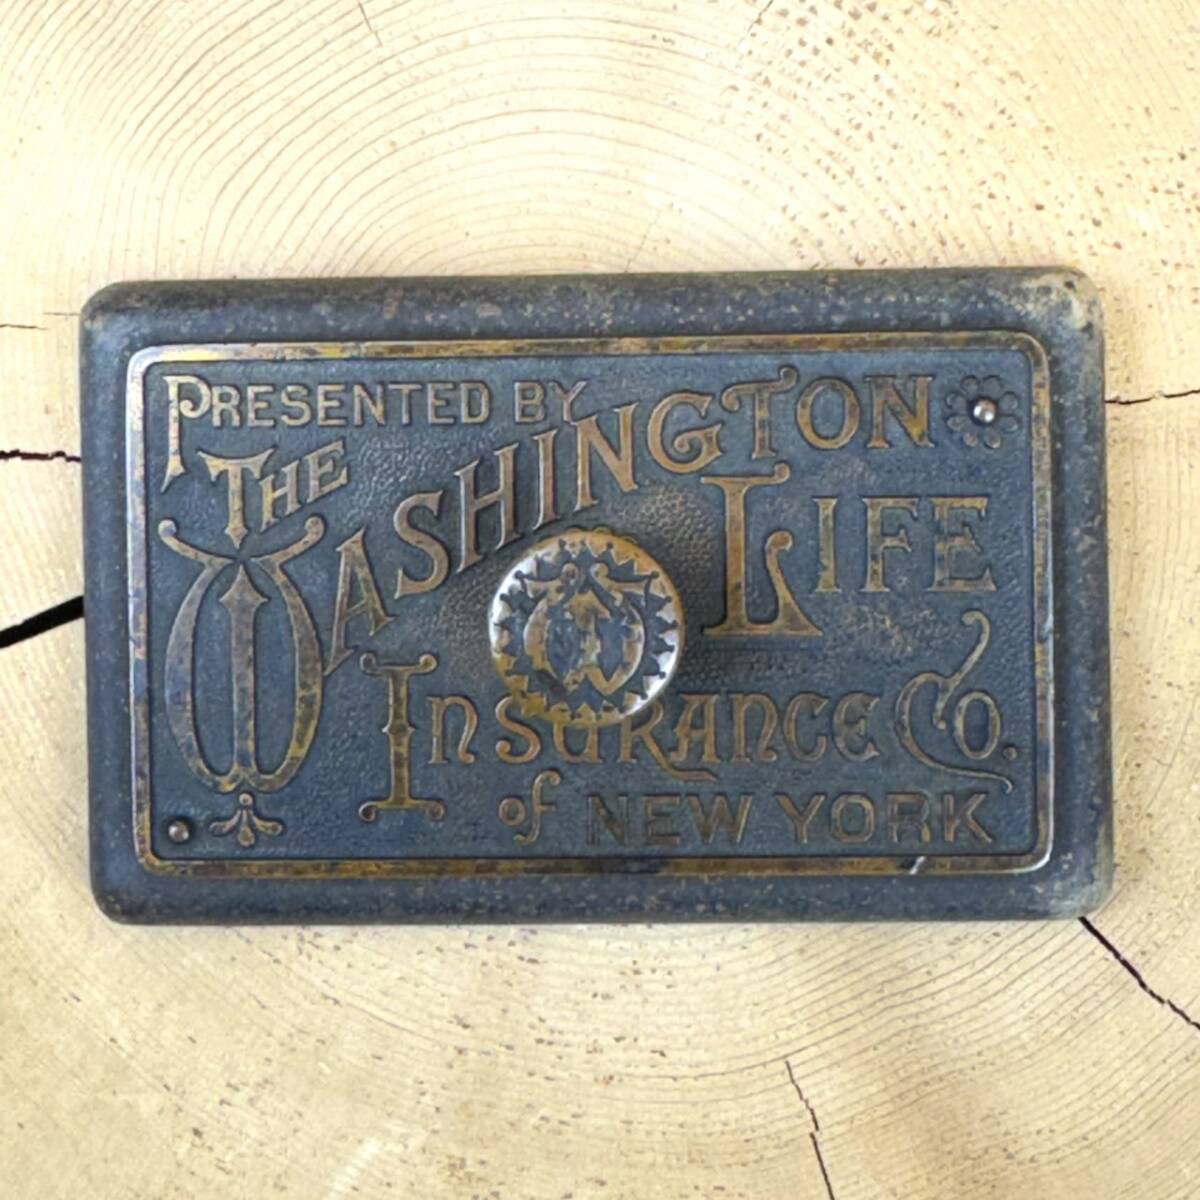 PRESENTED BY
THE
WASHINGTON
LIFE
INSURANCE CO.
of NEW YORK
W